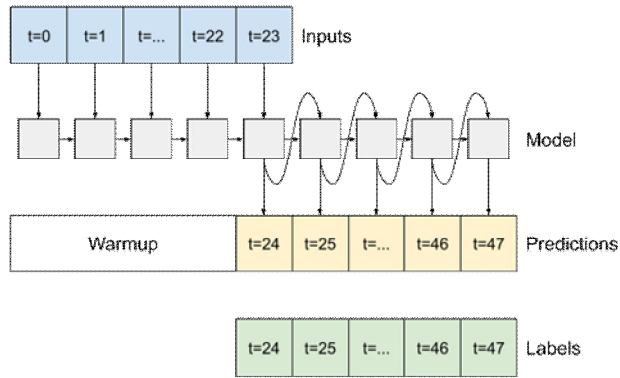 t=0 t=1 t=... t=22 t=23 Inputs
Model
Warmup t=24 t=25 t=... t=46 t=47 Predictions
t=24 t=25 t=... t=46 t=47 Labels